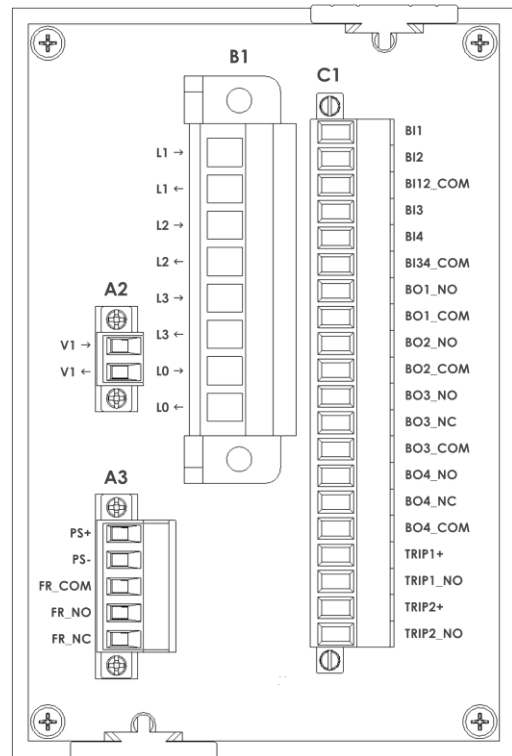 B1
L1 →
L1 ←
L2 →
L2 ←
L3 →
L3 ←
L0 →
L0 ←
C1
BI1
BI2
BI12_COM
BI3
BI4
BI34_COM
BO1_NO
BO1_COM
BO2_NO
BO2_COM
BO3_NO
BO3_NC
BO3_COM
BO4_NO
BO4_NC
BO4_COM
TRIP1+
TRIP1_NO
TRIP2+
TRIP2_NO
A2
V1 →
V1 ←
A3
PS+
PS-
FR_COM
FR_NO
FR_NC